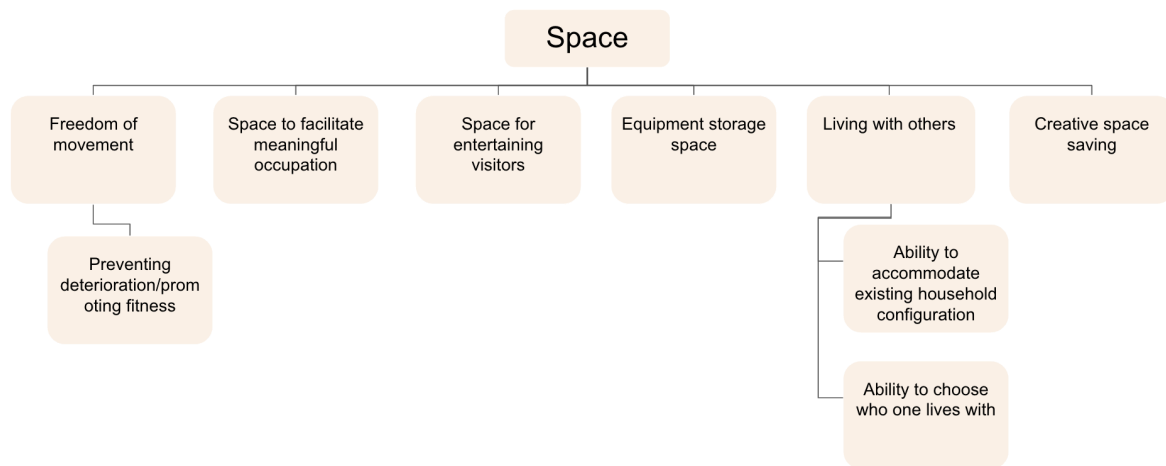 Space
Freedom of
movement
Space to facilitate
meaningful
occupation
Space for
entertaining
visitors
Equipment storage
space
Living with others
Creative space
saving
Preventing
deterioration/prom
oting fitness
Ability to
accommodate
existing household
configuration
Ability to choose
who one lives with